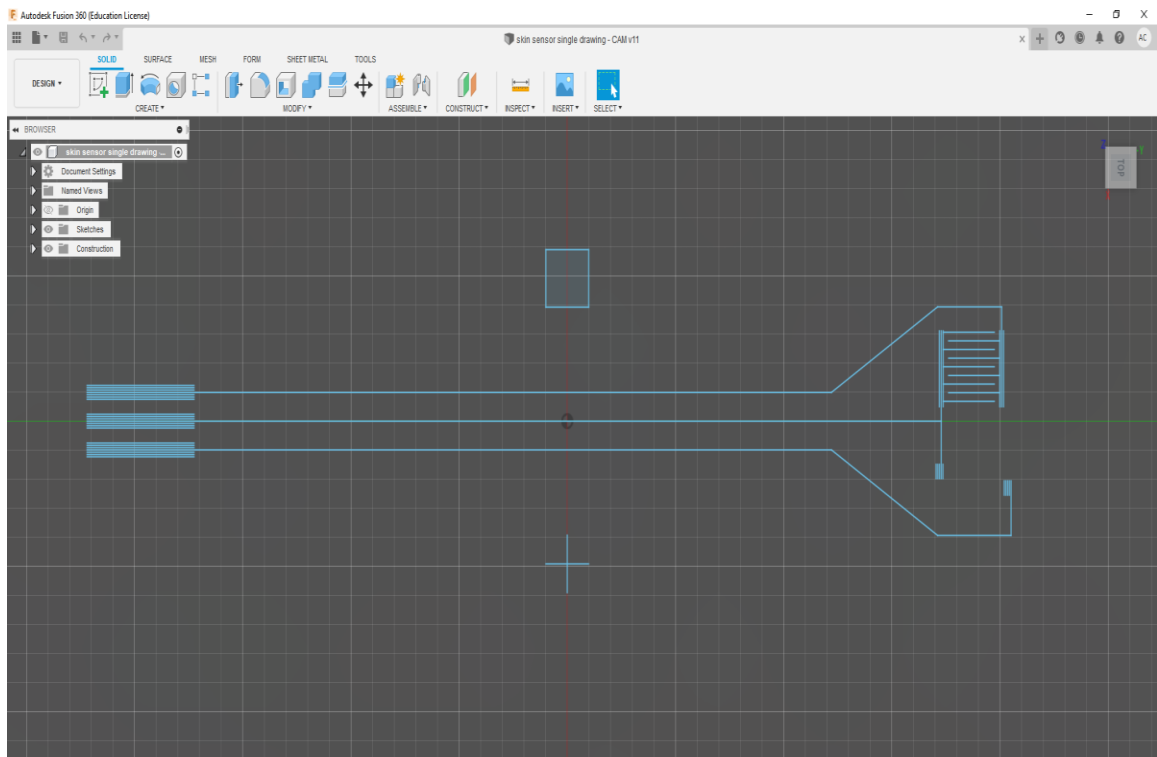 Autodesk Fusion 360 (Education License)
skin sensor single drawing - CAM v11
AC
SOLID SURFACE MESH FORM SHEET METAL TOOLS
DESIGN
CREATE MODIFY ASSEMBLE CONSTRUCT INSPECT INSERT SELECT
BROWSER
skin sensor single drawing - ...
Document Settings
Named Views
Origin
Sketches
Construction
Z
Y
TOP
X